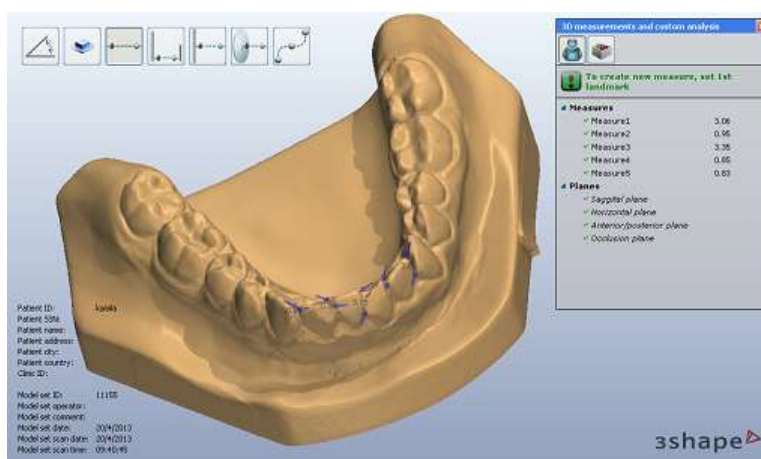 3D measurements and custom analysis
To create new measure, set 1st
landmark
Measures
Measure1 3.06
Measure2 0.95
Measure3 3.35
Measure4 0.65
Measure5 0.83
Planes
Saggital plane
Horizontal plane
Anterior/posterior plane
Occlusion plane
Patient ID:
Patient SSN:
Patient name:
Patient address:
Patient city:
Patient country:
Clinic ID:
Model set ID: 11155
Model set operator:
Model set comment:
Model set date: 20/4/2013
Model set scan date: 20/4/2013
Model set scan time: 09:40:45
3shape